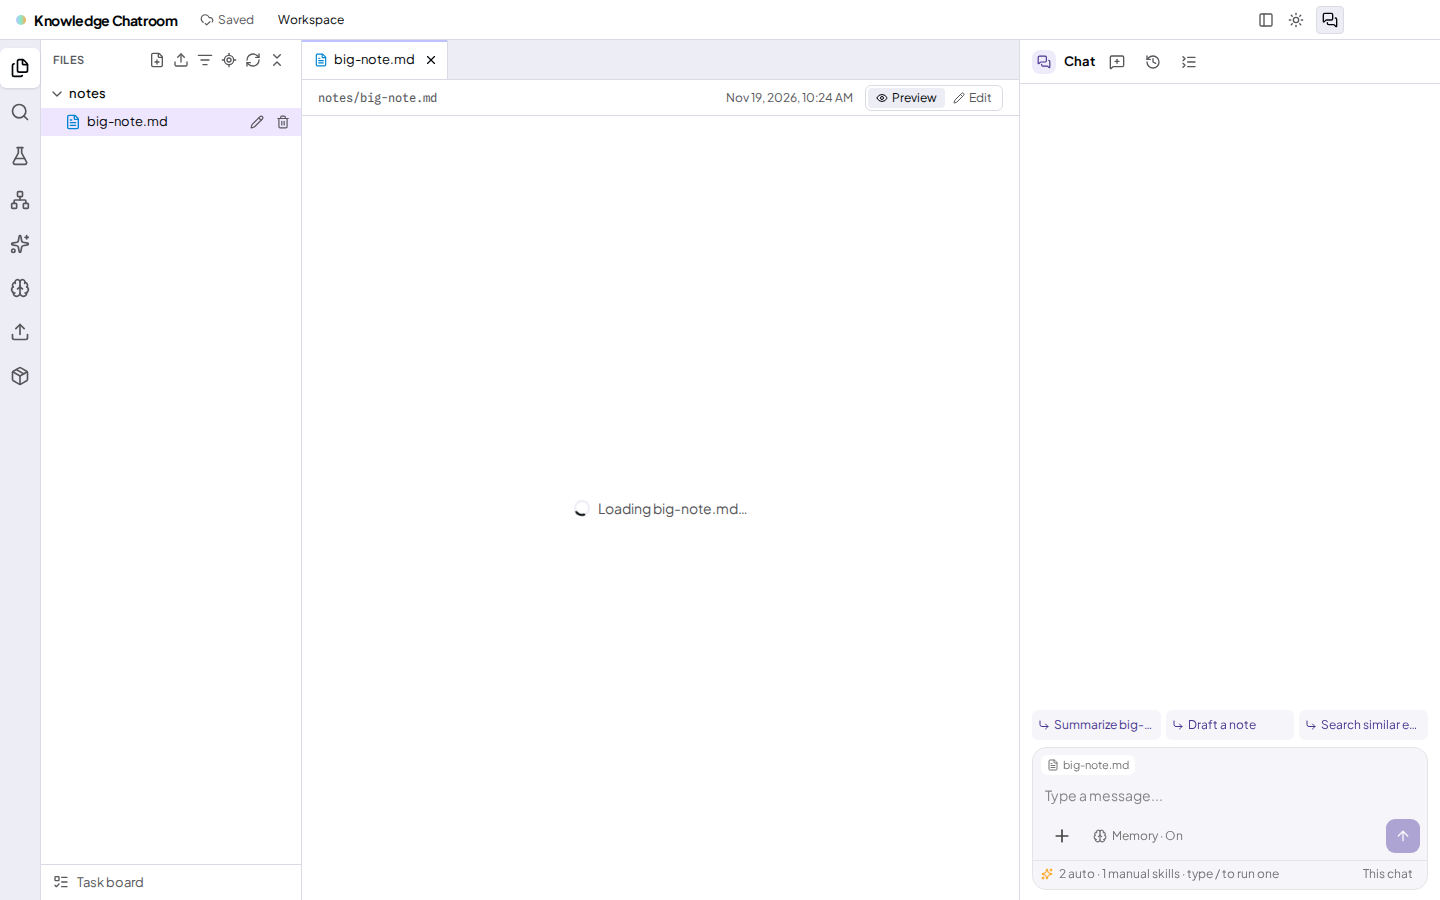 Knowledge Chatroom
Saved
Workspace
FILES
notes
big-note.md
big-note.md
notes/big-note.md
Nov 19, 2026, 10:24 AM
Preview
Edit
Loading big-note.md…
Task board
Chat
Summarize big-…
Draft a note
Search similar e…
big-note.md
Type a message...
Memory · On
2 auto · 1 manual skills · type / to run one
This chat